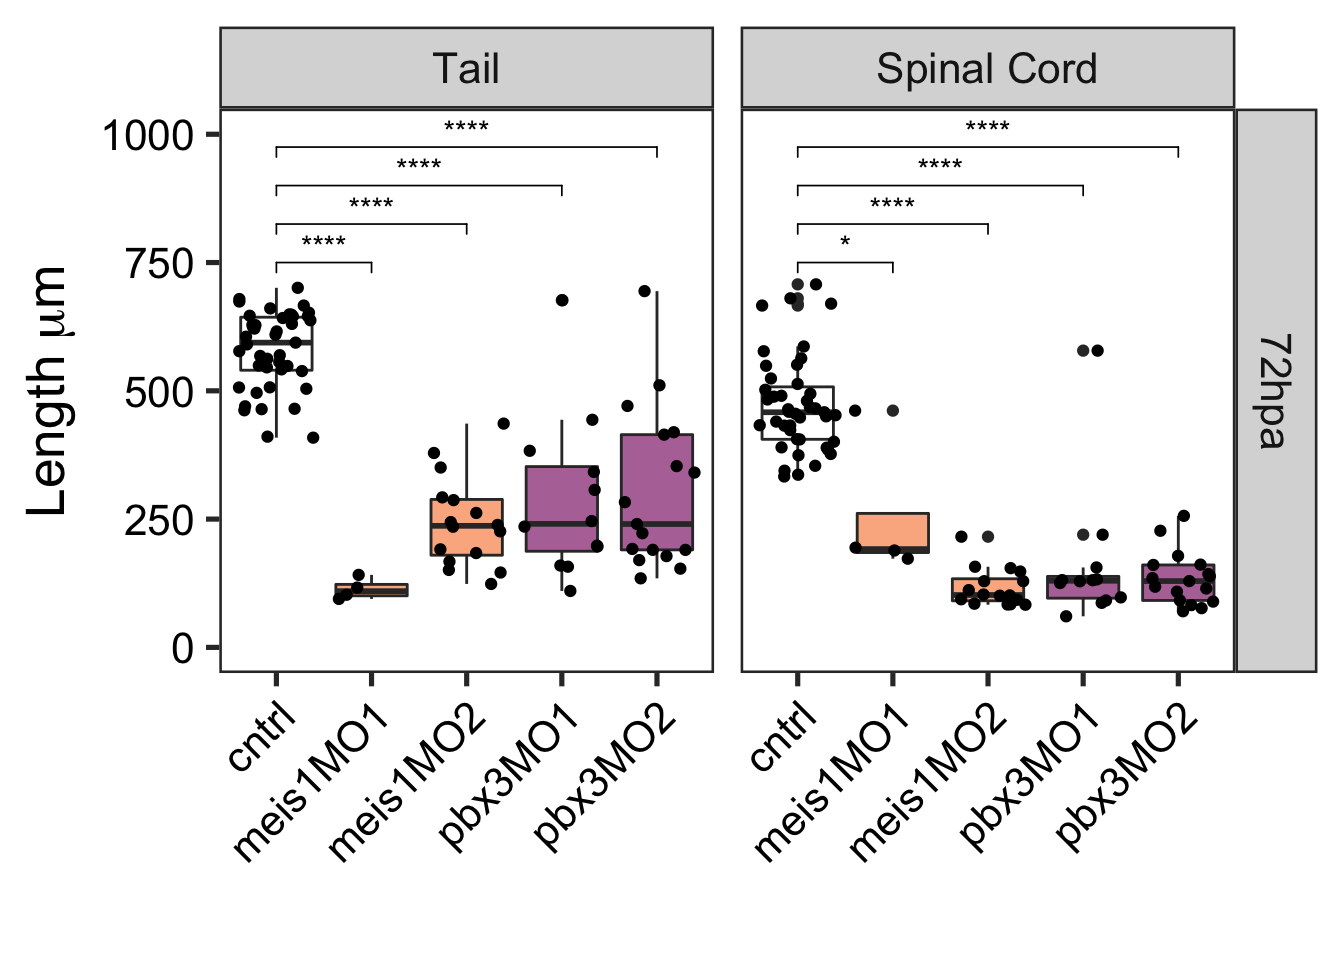 Tail
Spinal Cord
Length µm
1000
750
500
250
0
****
****
****
****
****
****
****
*
72hpa
cntrl
meis1MO1
meis1MO2
pbx3MO1
pbx3MO2
cntrl
meis1MO1
meis1MO2
pbx3MO1
pbx3MO2